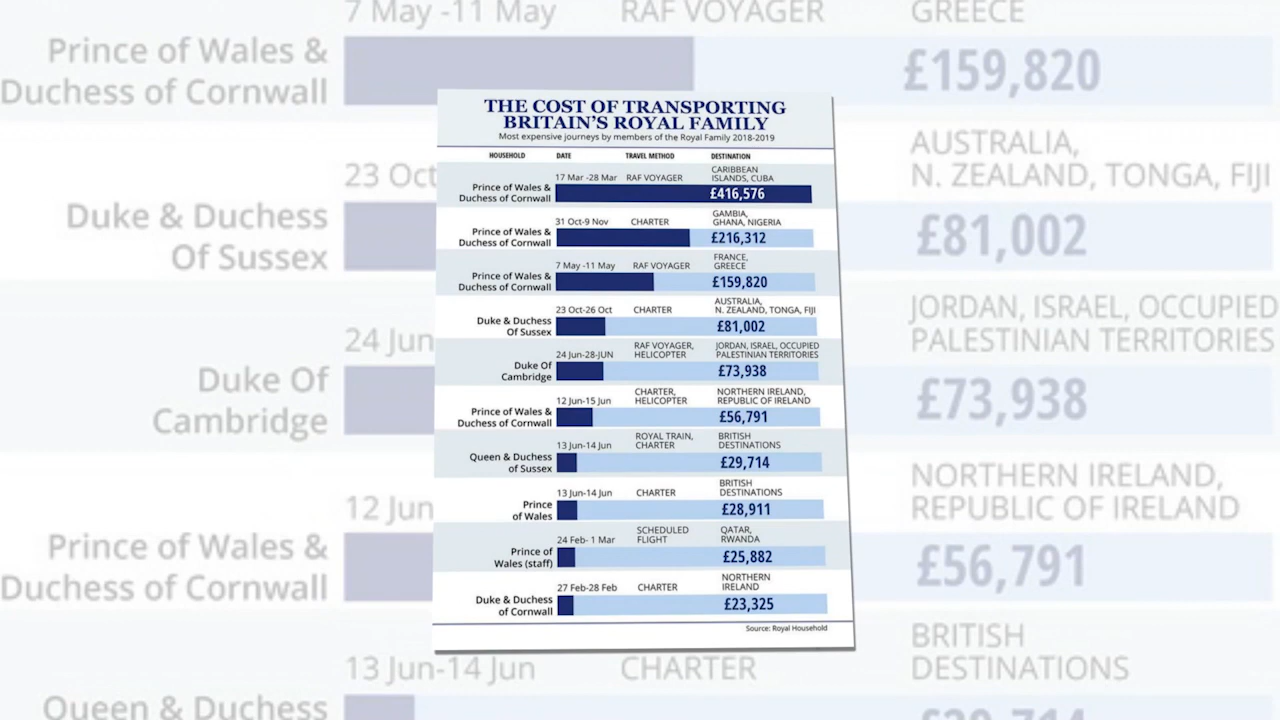 7 May -11 May RAF VOYAGER GREECE
Prince of Wales &
Duchess of Cornwall
£159,820
AUSTRALIA,
23 Oct N. ZEALAND, TONGA, FIJI
Duke & Duchess
Of Sussex
£81,002
JORDAN, ISRAEL, OCCUPIED
24 Jun PALESTINIAN TERRITORIES
Duke Of
Cambridge
£73,938
NORTHERN IRELAND,
12 Jun REPUBLIC OF IRELAND
Prince of Wales &
Duchess of Cornwall
£56,791
BRITISH
13 Jun-14 Jun CHARTER DESTINATIONS
Queen & Duchess
£29,714
THE COST OF TRANSPORTING
BRITAIN'S ROYAL FAMILY
Most expensive journeys by members of the Royal Family 2018-2019
HOUSEHOLD DATE TRAVEL METHOD DESTINATION
CARIBBEAN
17 Mar -28 Mar RAF VOYAGER ISLANDS, CUBA
Prince of Wales &
Duchess of Cornwall
£416,576
GAMBIA,
31 Oct-9 Nov CHARTER GHANA, NIGERIA
Prince of Wales &
Duchess of Cornwall
£216,312
FRANCE,
7 May -11 May RAF VOYAGER GREECE
Prince of Wales &
Duchess of Cornwall
£159,820
AUSTRALIA,
23 Oct-26 Oct CHARTER N. ZEALAND, TONGA, FIJI
Duke & Duchess
Of Sussex
£81,002
RAF VOYAGER, JORDAN, ISRAEL, OCCUPIED
24 Jun-28-JUN HELICOPTER PALESTINIAN TERRITORIES
Duke Of
Cambridge
£73,938
CHARTER, NORTHERN IRELAND,
12 Jun-15 Jun HELICOPTER REPUBLIC OF IRELAND
Prince of Wales &
Duchess of Cornwall
£56,791
ROYAL TRAIN, BRITISH
13 Jun-14 Jun CHARTER DESTINATIONS
Queen & Duchess
of Sussex
£29,714
BRITISH
13 Jun-14 Jun CHARTER DESTINATIONS
Prince
of Wales
£28,911
SCHEDULED QATAR,
24 Feb- 1 Mar FLIGHT RWANDA
Prince of
Wales (staff)
£25,882
NORTHERN
27 Feb-28 Feb CHARTER IRELAND
Duke & Duchess
of Cornwall
£23,325
Source: Royal Household